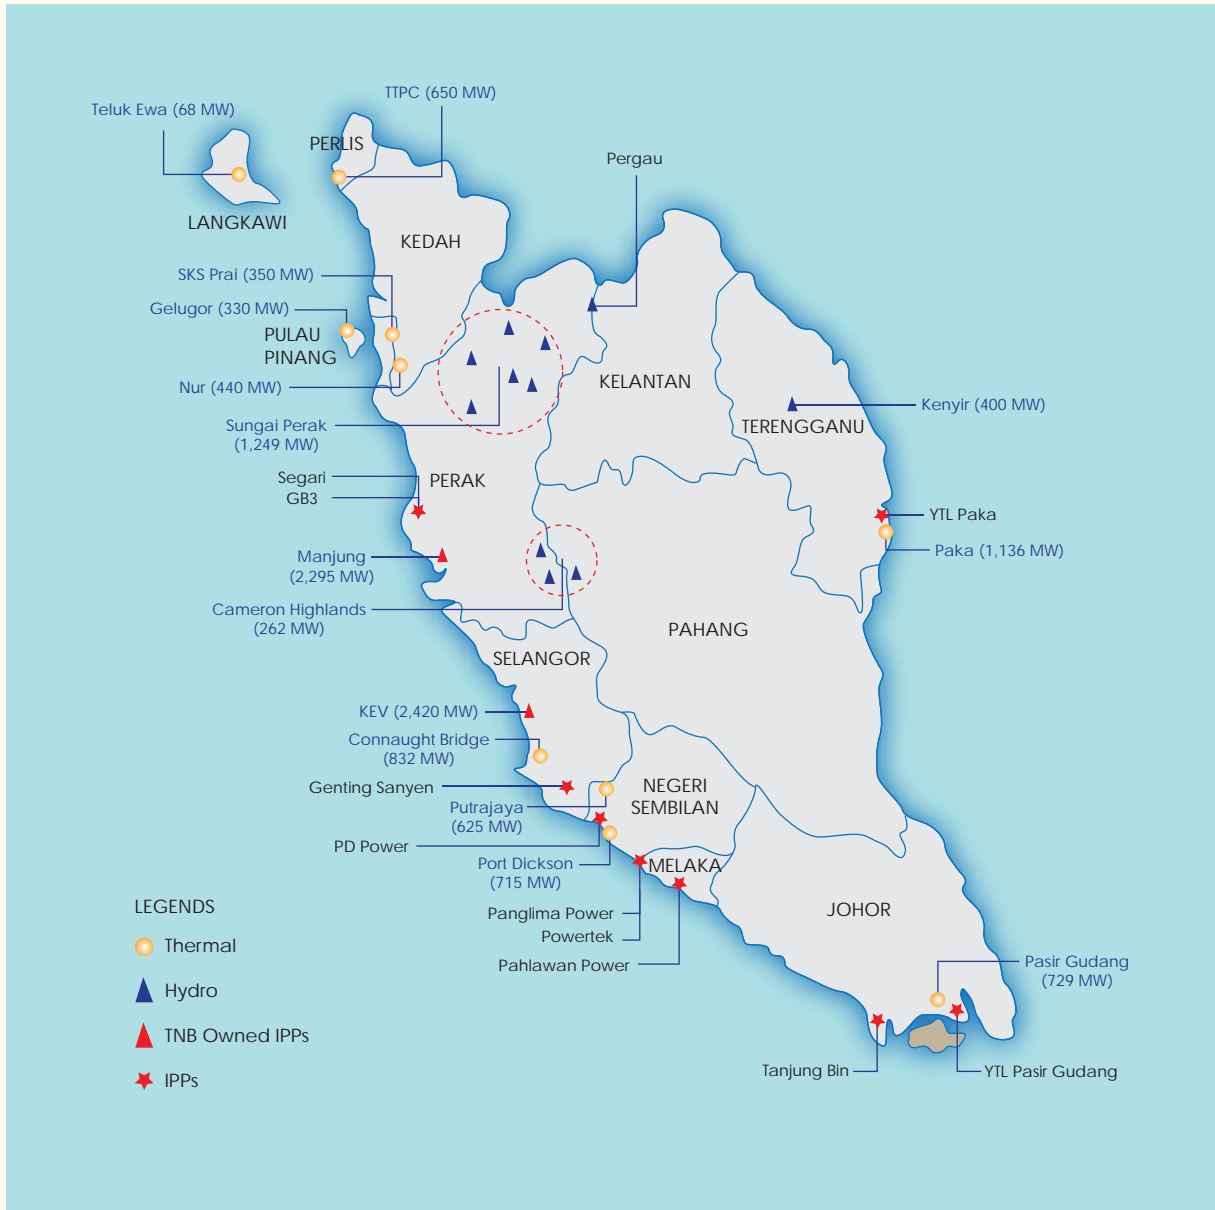 TTPC (650 MW)
Teluk Ewa (68 MW)
PERLIS
Pergau
LANGKAWI
KEDAH
SKS Prai (350 MW)
Gelugor (330 MW)
PULAU
PINANG
Nur (440 MW)
KELANTAN
Kenyir (400 MW)
TERENGGANU
Sungai Perak
(1,249 MW)
Segari
GB3
PERAK
YTL Paka
Paka (1,136 MW)
Manjung
(2,295 MW)
Cameron Highlands
(262 MW)
PAHANG
SELANGOR
KEV (2,420 MW)
Connaught Bridge
(832 MW)
Genting Sanyen
NEGERI
SEMBILAN
Putrajaya
(625 MW)
PD Power
Port Dickson
(715 MW)
MELAKA
JOHOR
Panglima Power
Powertek
Pahlawan Power
Pasir Gudang
(729 MW)
Tanjung Bin
YTL Pasir Gudang
LEGENDS
Thermal
Hydro
TNB Owned IPPs
IPPs